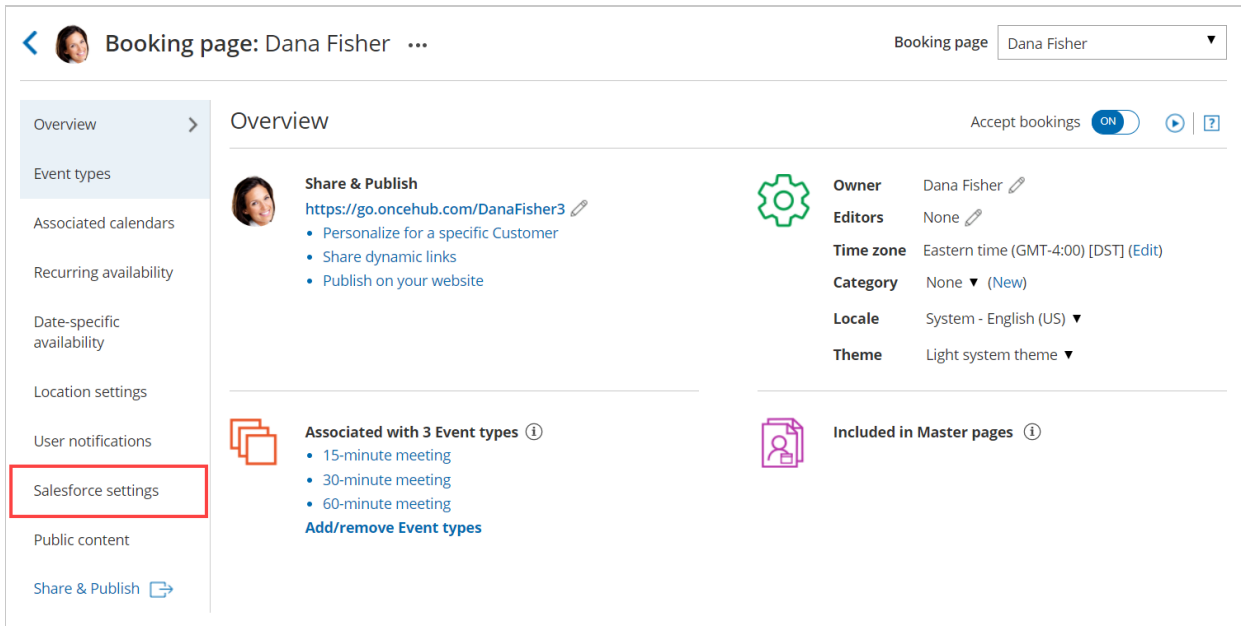 Booking page: Dana Fisher ...
Booking page Dana Fisher ▼
Overview
Event types
Associated calendars
Recurring availability
Date-specific
availability
Location settings
User notifications
Salesforce settings
Public content
Share & Publish
Overview
Accept bookings ON ?
Share & Publish
https://go.oncehub.com/DanaFisher3
• Personalize for a specific Customer
• Share dynamic links
• Publish on your website
Owner Dana Fisher
Editors None
Time zone Eastern time (GMT-4:00) [DST] (Edit)
Category None ▼ (New)
Locale System - English (US) ▼
Theme Light system theme ▼
Associated with 3 Event types i
• 15-minute meeting
• 30-minute meeting
• 60-minute meeting
Add/remove Event types
Included in Master pages i